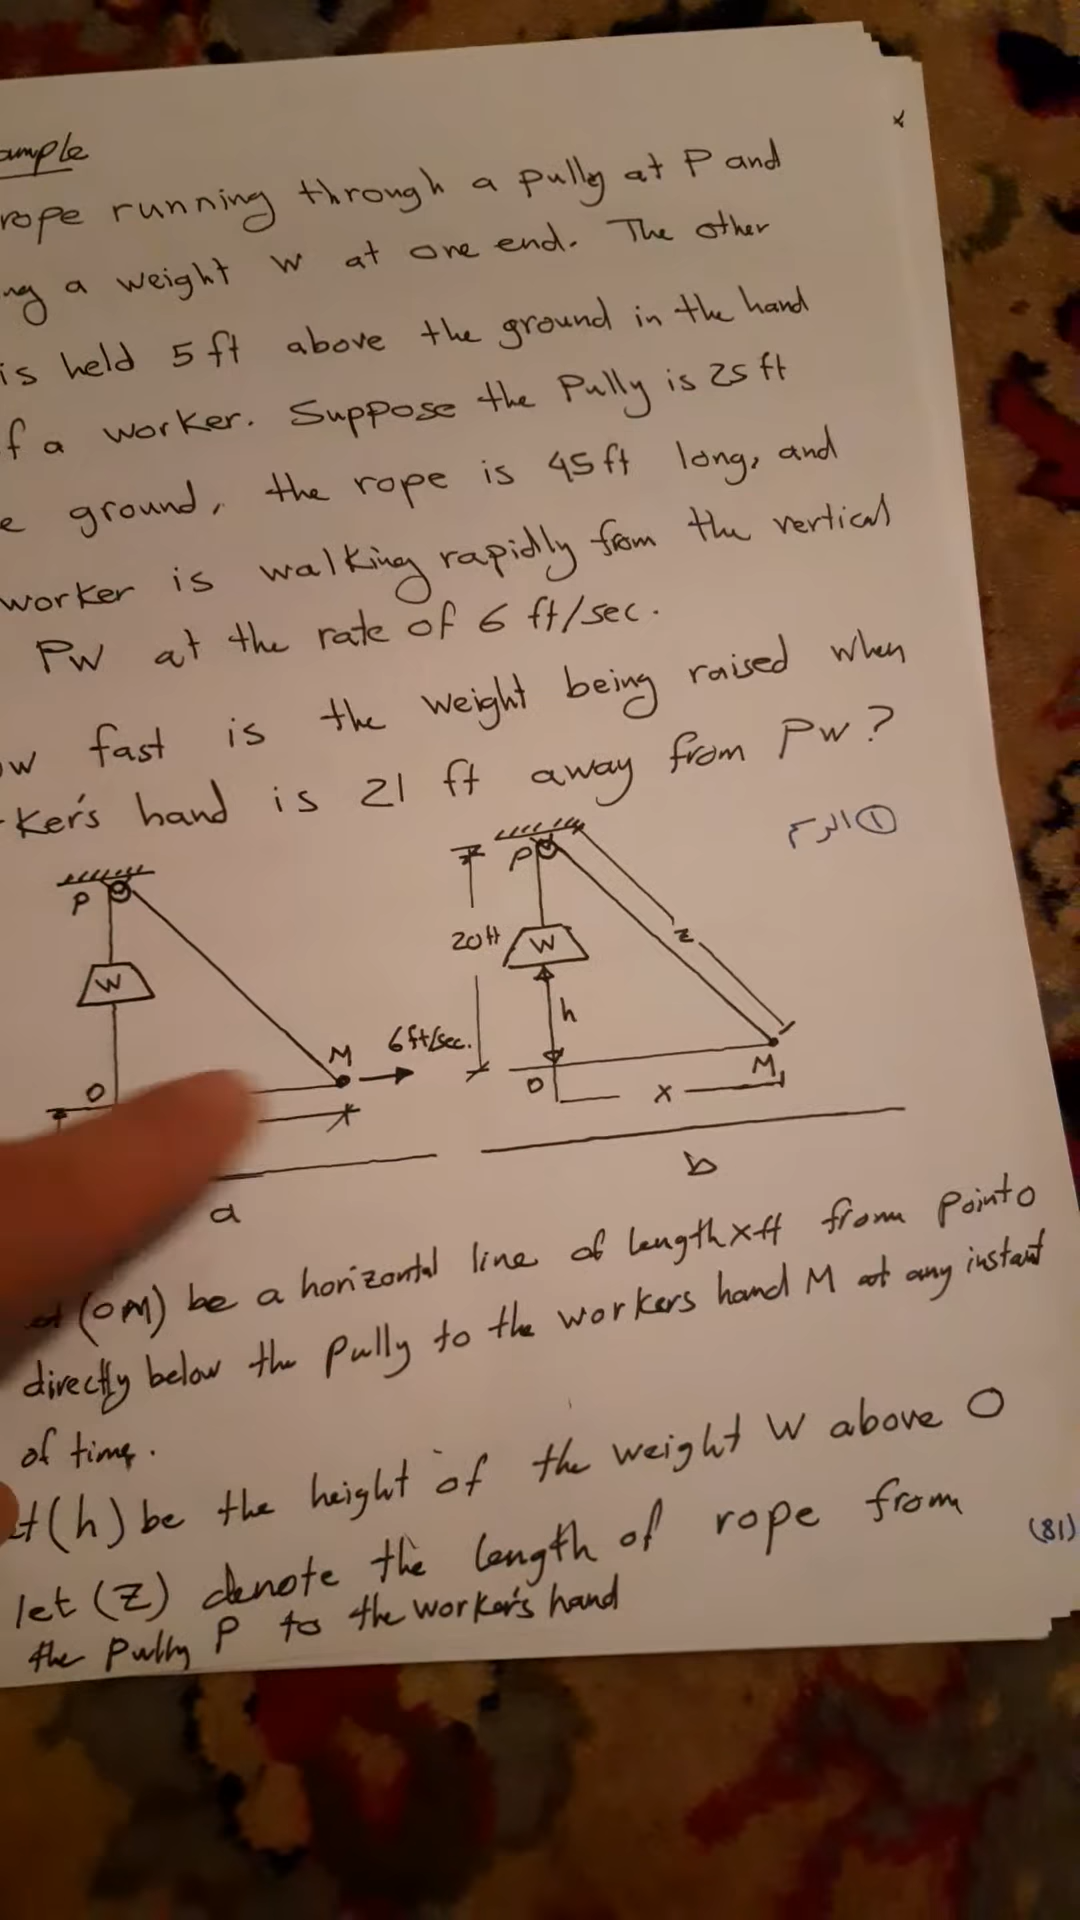 ample
rope running through a pully at P and
ng a weight W at one end. The other
is held 5 ft above the ground in the hand
f a worker. Suppose the Pully is 25 ft
e ground, the rope is 45 ft long, and
worker is walking rapidly from the vertical
PW at the rate of 6 ft/sec.
ow fast is the weight being raised when
ker's hand is 21 ft away from PW?
① الرسم
P
W
O
M
6 ft/sec.
a
P
20 ft
W
h
z
O
M
x
b
(OM) be a horizontal line of length x ft from point O
directly below the pully to the workers hand M at any instant
of time.
t (h) be the height of the weight W above O
let (Z) denote the length of rope from
the Pully P to the worker's hand
(81)